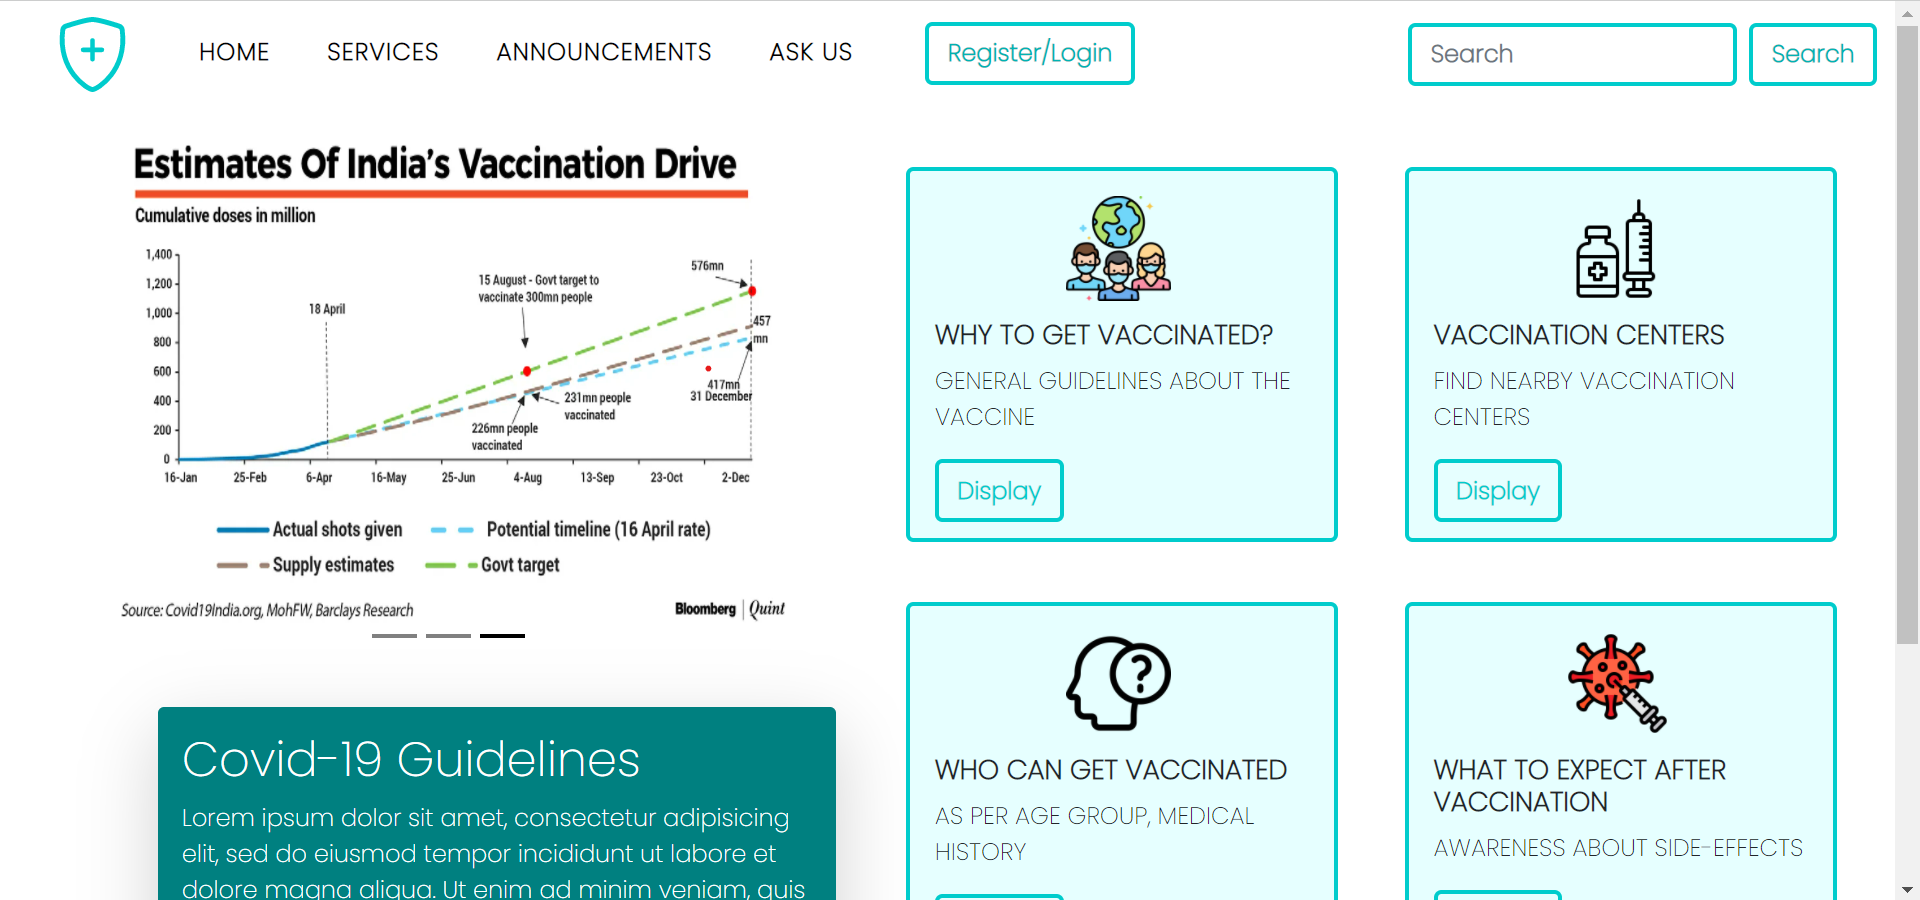 HOME SERVICES ANNOUNCEMENTS ASK US Register/Login Search Search
Estimates Of India's Vaccination Drive
Cumulative doses in million
1,400
1,200
1,000
800
600
400
200
0
18 April
15 August - Govt target to
vaccinate 300mn people
576mn
457
mn
417mn
31 December
231mn people
vaccinated
226mn people
vaccinated
16-Jan 25-Feb 6-Apr 16-May 25-Jun 4-Aug 13-Sep 23-Oct 2-Dec
Actual shots given Potential timeline (16 April rate)
Supply estimates Govt target
Source: Covid19India.org, MohFW, Barclays Research
Bloomberg | Quint
Covid-19 Guidelines
Lorem ipsum dolor sit amet, consectetur adipisicing
elit, sed do eiusmod tempor incididunt ut labore et
dolore magna aliqua. Ut enim ad minim veniam, quis
WHY TO GET VACCINATED?
GENERAL GUIDELINES ABOUT THE
VACCINE
Display
VACCINATION CENTERS
FIND NEARBY VACCINATION
CENTERS
Display
WHO CAN GET VACCINATED
AS PER AGE GROUP, MEDICAL
HISTORY
WHAT TO EXPECT AFTER
VACCINATION
AWARENESS ABOUT SIDE-EFFECTS